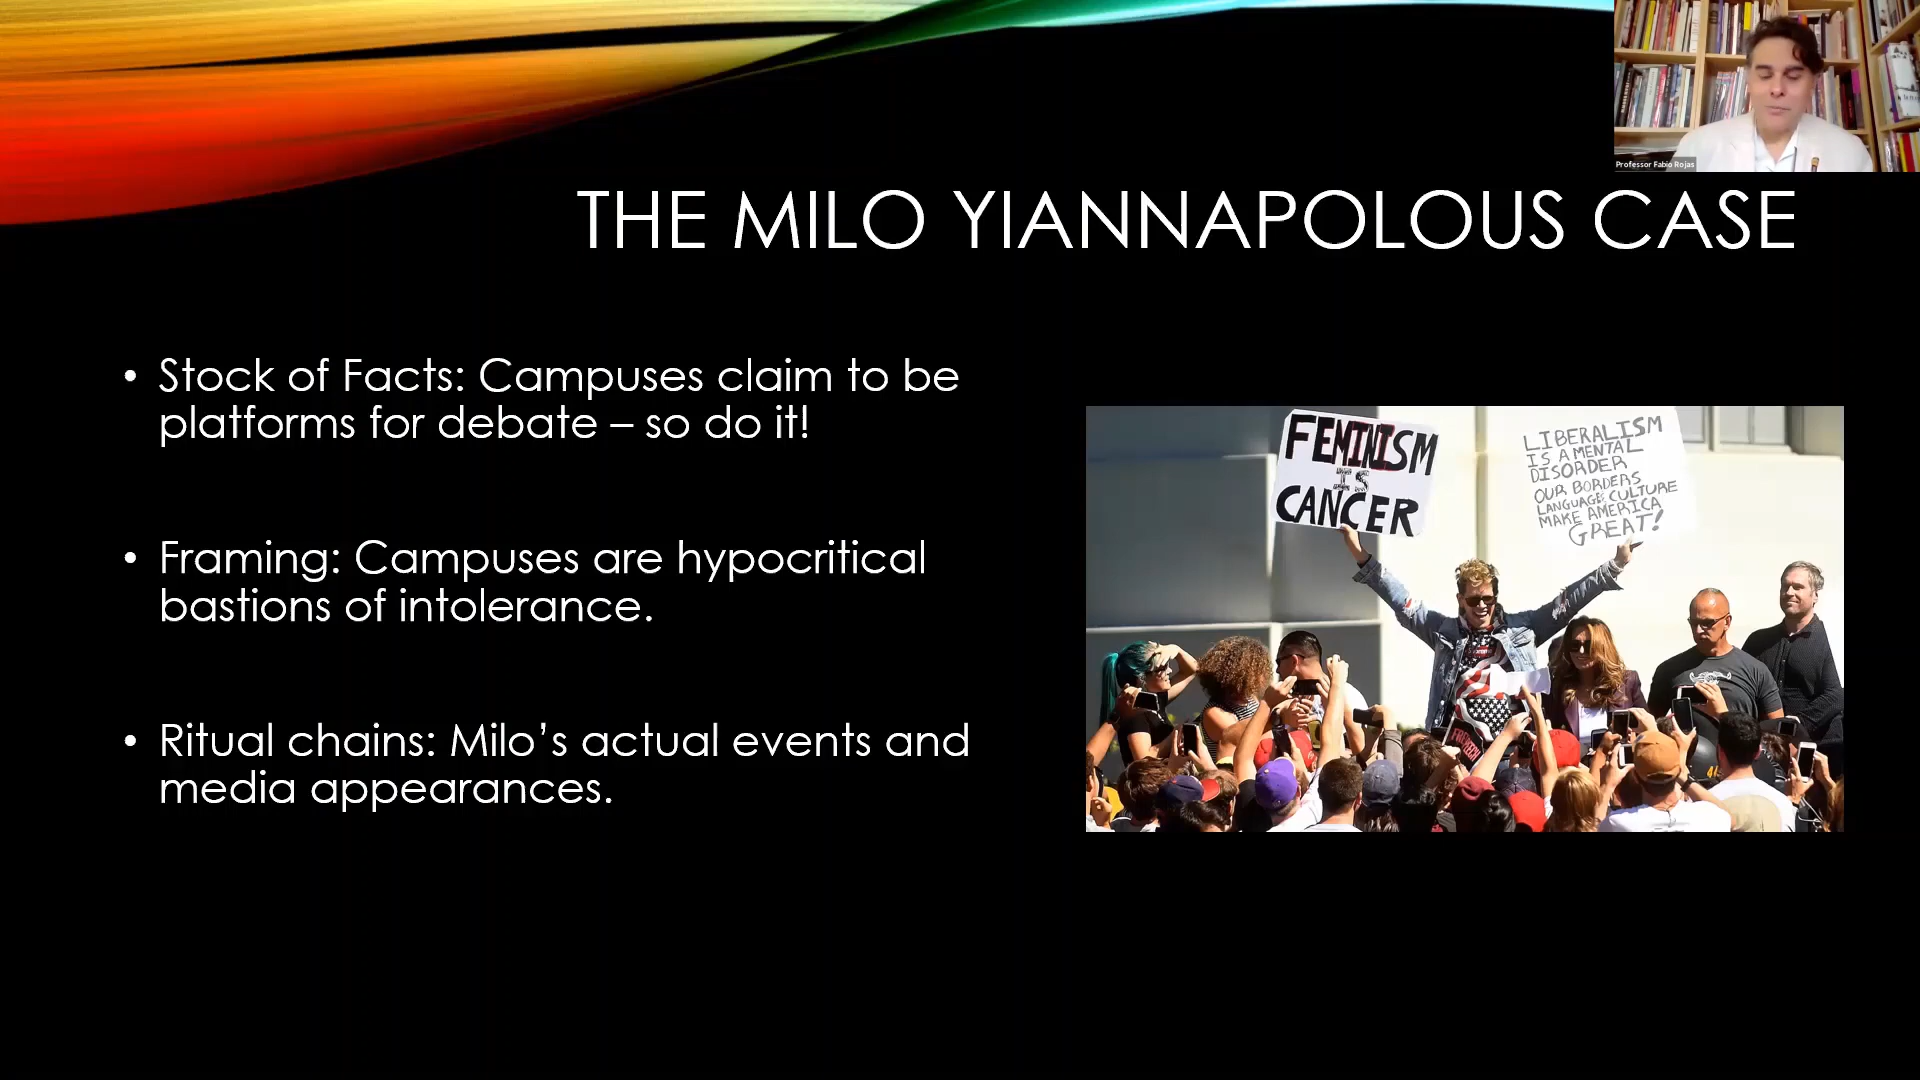 Professor Fabio Rojas
THE MILO YIANNAPOLOUS CASE
• Stock of Facts: Campuses claim to be
platforms for debate – so do it!
• Framing: Campuses are hypocritical
bastions of intolerance.
• Ritual chains: Milo’s actual events and
media appearances.
FEMINISM
IS
CANCER
LIBERALISM
IS A MENTAL
DISORDER
OUR BORDERS
LANGUAGE CULTURE
MAKE AMERICA
GREAT!